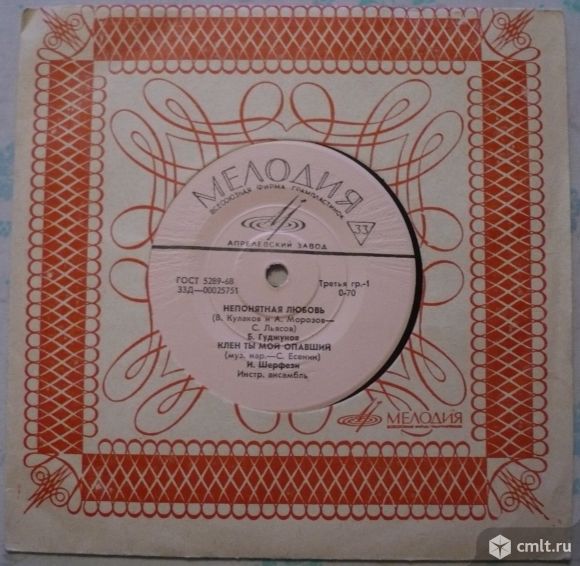 МЕЛОДИЯ
ВСЕСОЮЗНАЯ ФИРМА ГРАМПЛАСТИНОК
33
АПРЕЛЕВСКИЙ ЗАВОД
ГОСТ 5289-68
33Д—00025751
Третья гр.-1
0-70
НЕПОНЯТНАЯ ЛЮБОВЬ
(В. Кулаков и А. Морозов—
С. Льясов)
Б. Гуджунов
КЛЕН ТЫ МОЙ ОПАВШИЙ
(муз. нар.—С. Есенин)
И. Шерфези
Инстр. ансамбль
МЕЛОДИЯ
cmlt.ru